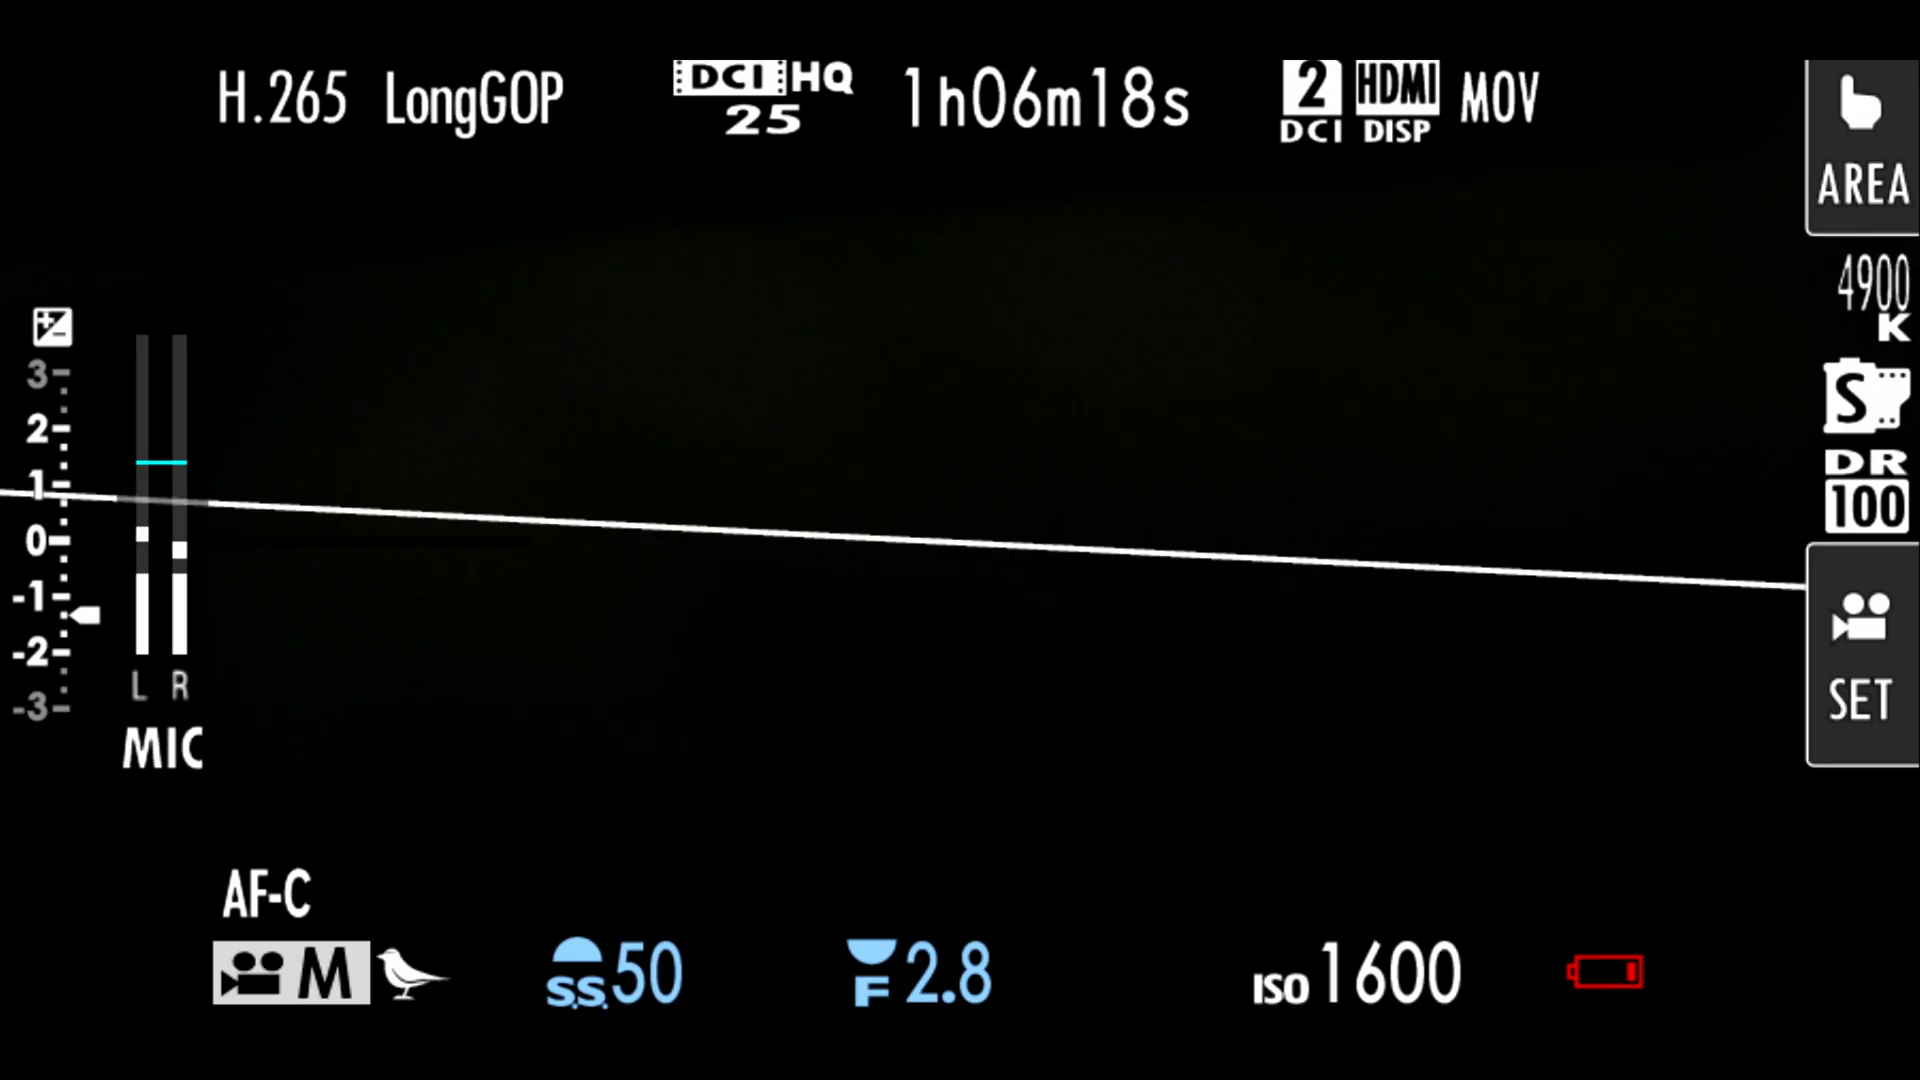 H.265 LongGOP DCI HQ 25 1h06m18s 2 DCI HDMI DISP MOV
AREA
4900
K
S
DR
100
SET
3
2
1
0
-1
-2
-3
L R
MIC
AF-C
M S.S. 50 F 2.8 ISO 1600